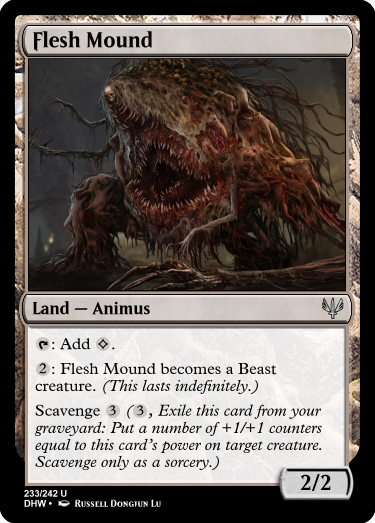 Flesh Mound
Land — Animus
: Add .
2: Flesh Mound becomes a Beast
creature. (This lasts indefinitely.)
Scavenge 3 (3, Exile this card from your
graveyard: Put a number of +1/+1 counters
equal to this card's power on target creature.
Scavenge only as a sorcery.)
2/2
233/242 U
DHW • Russell Dongjun Lu